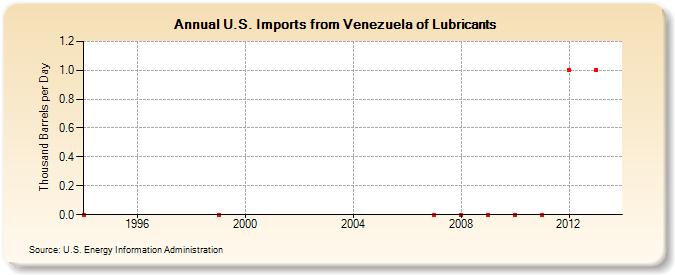 Annual U.S. Imports from Venezuela of Lubricants
Thousand Barrels per Day
1.2
1.0
0.8
0.6
0.4
0.2
0.0
1996 2000 2004 2008 2012
Source: U.S. Energy Information Administration